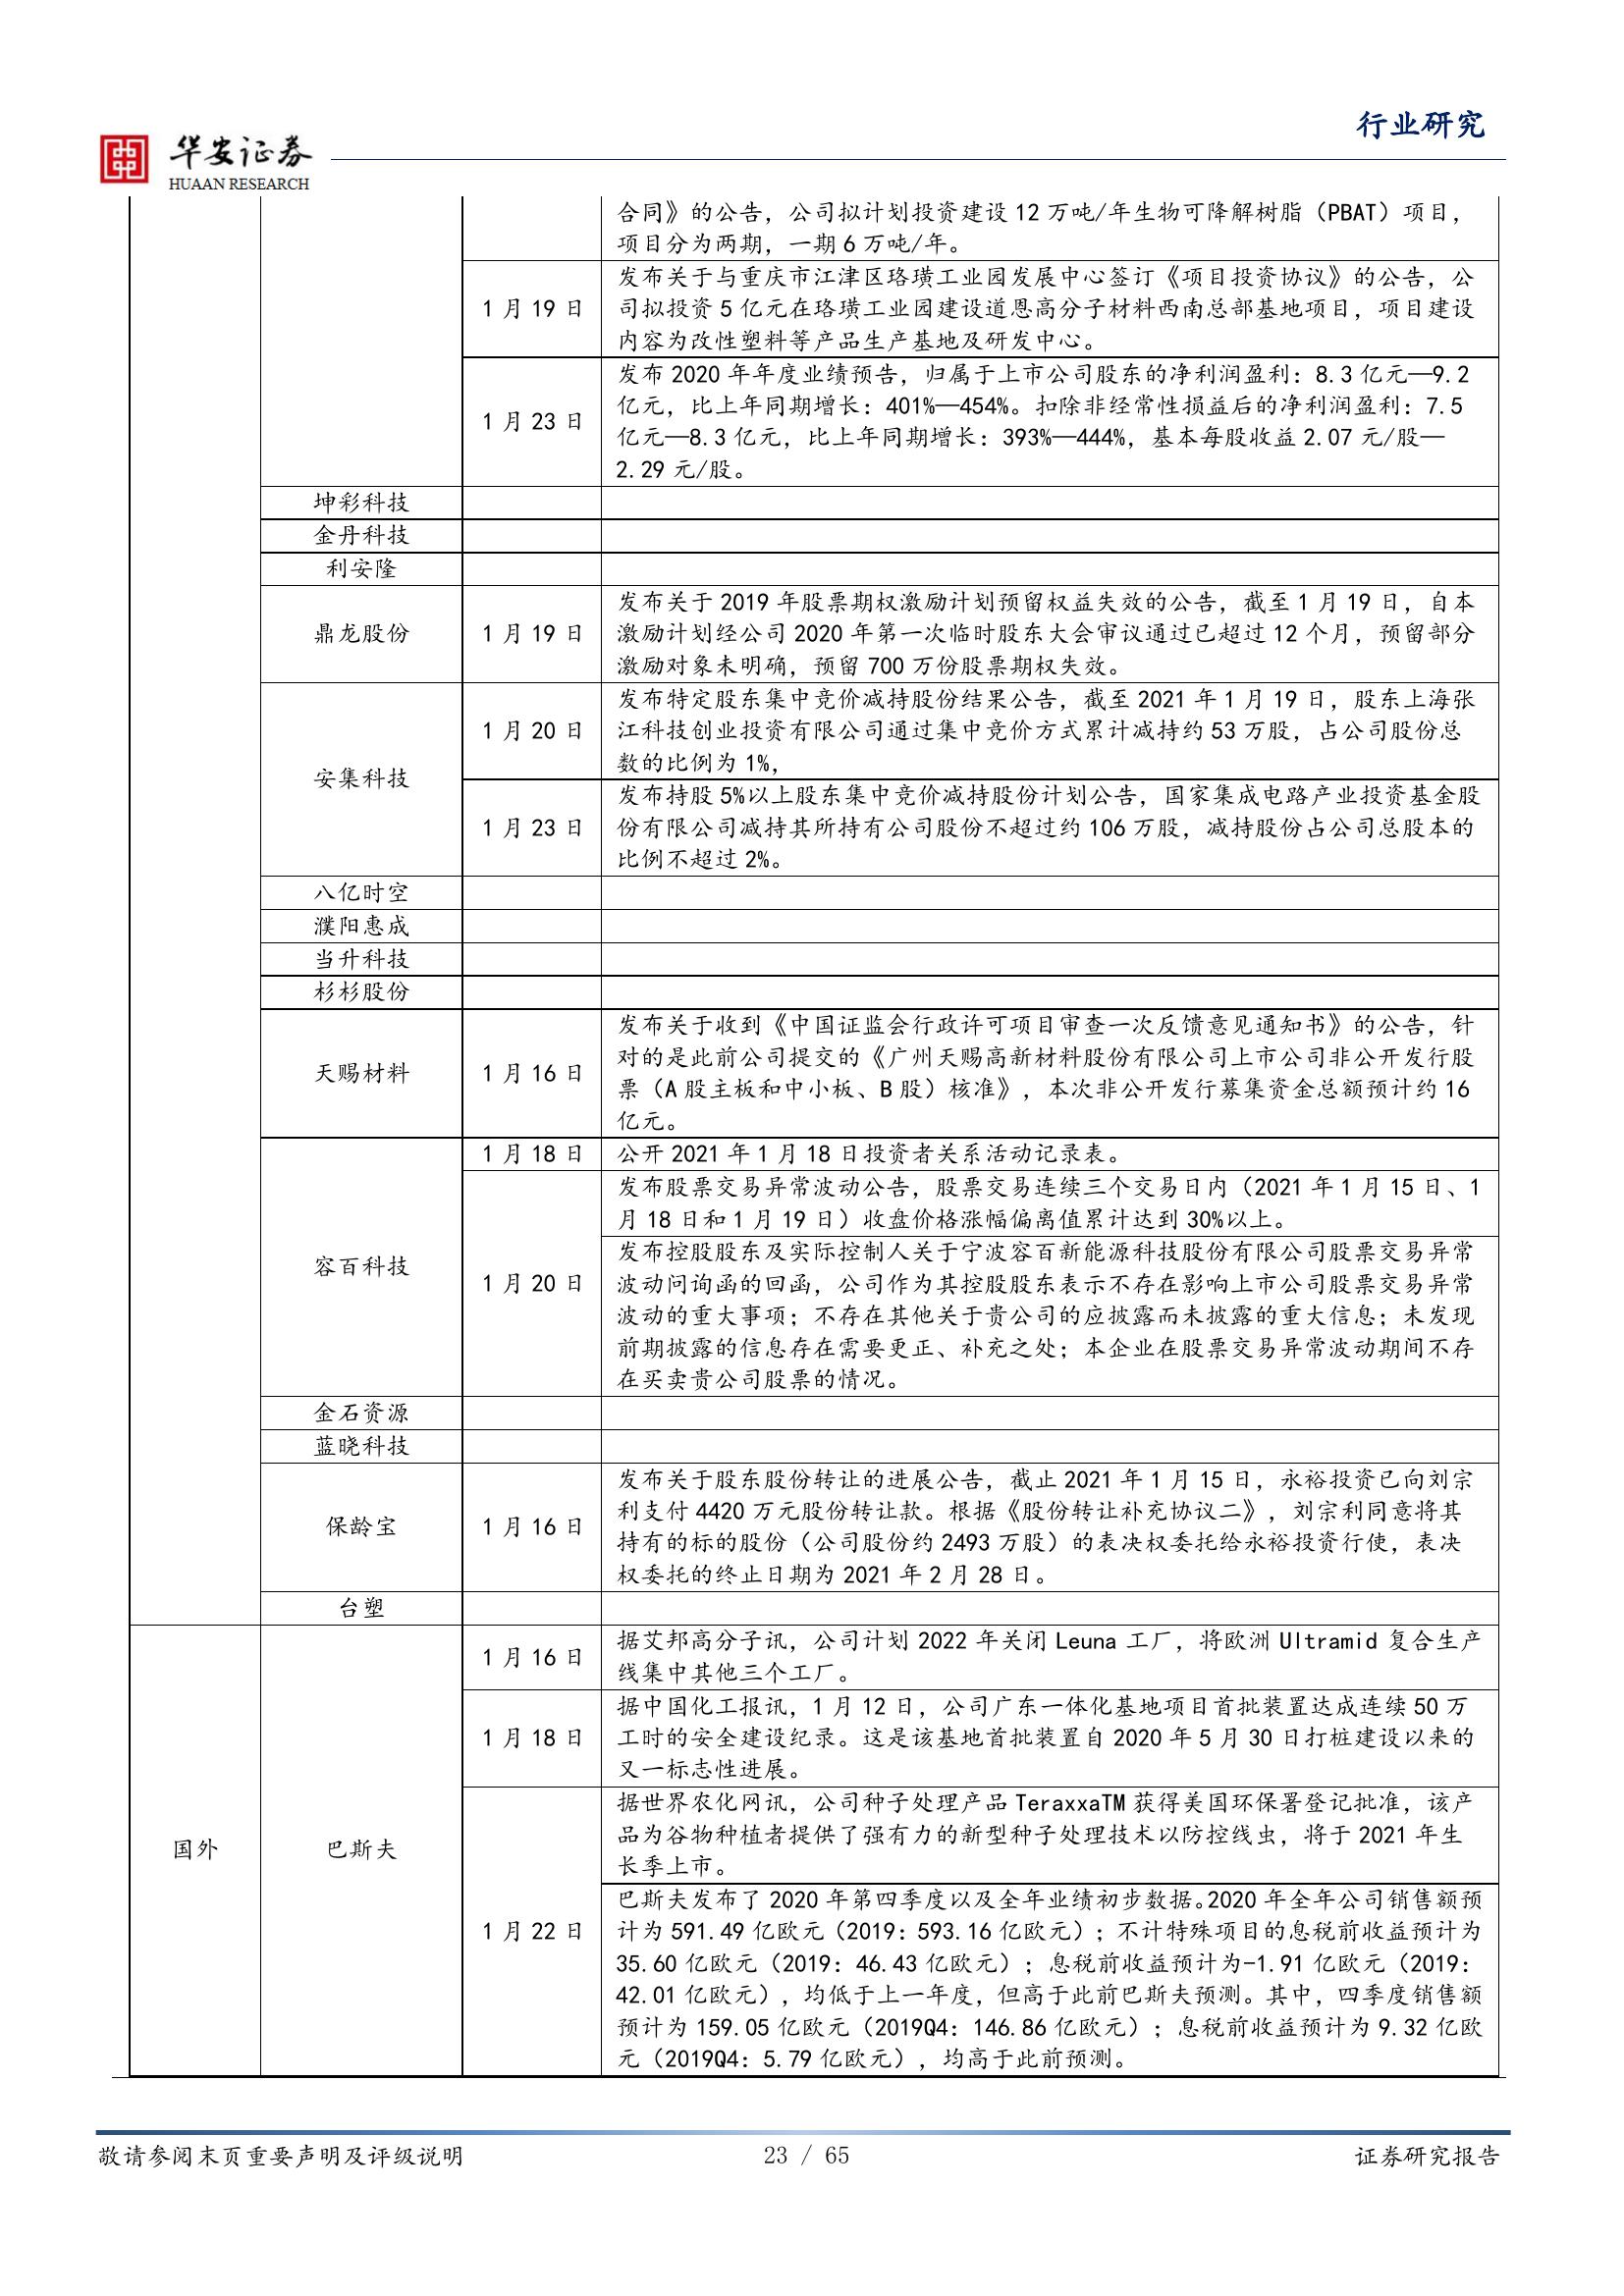 行业研究
华安证券
HUAAN RESEARCH
合同》的公告，公司拟计划投资建设 12 万吨/年生物可降解树脂（PBAT）项目，
项目分为两期，一期 6 万吨/年。
1 月 19 日
发布关于与重庆市江津区珞璜工业园发展中心签订《项目投资协议》的公告，公
司拟投资 5 亿元在珞璜工业园建设道恩高分子材料西南总部基地项目，项目建设
内容为改性塑料等产品生产基地及研发中心。
1 月 23 日
发布 2020 年年度业绩预告，归属于上市公司股东的净利润盈利：8.3 亿元—9.2
亿元，比上年同期增长：401%—454%。扣除非经常性损益后的净利润盈利：7.5
亿元—8.3 亿元，比上年同期增长：393%—444%，基本每股收益 2.07 元/股—
2.29 元/股。
坤彩科技
金丹科技
利安隆
鼎龙股份
1 月 19 日
发布关于 2019 年股票期权激励计划预留权益失效的公告，截至 1 月 19 日，自本
激励计划经公司 2020 年第一次临时股东大会审议通过已超过 12 个月，预留部分
激励对象未明确，预留 700 万份股票期权失效。
安集科技
1 月 20 日
发布特定股东集中竞价减持股份结果公告，截至 2021 年 1 月 19 日，股东上海张
江科技创业投资有限公司通过集中竞价方式累计减持约 53 万股，占公司股份总
数的比例为 1%，
1 月 23 日
发布持股 5%以上股东集中竞价减持股份计划公告，国家集成电路产业投资基金股
份有限公司减持其所持有公司股份不超过约 106 万股，减持股份占公司总股本的
比例不超过 2%。
八亿时空
濮阳惠成
当升科技
杉杉股份
天赐材料
1 月 16 日
发布关于收到《中国证监会行政许可项目审查一次反馈意见通知书》的公告，针
对的是此前公司提交的《广州天赐高新材料股份有限公司上市公司非公开发行股
票（A 股主板和中小板、B 股）核准》，本次非公开发行募集资金总额预计约 16
亿元。
容百科技
1 月 18 日
公开 2021 年 1 月 18 日投资者关系活动记录表。
1 月 20 日
发布股票交易异常波动公告，股票交易连续三个交易日内（2021 年 1 月 15 日、1
月 18 日和 1 月 19 日）收盘价格涨幅偏离值累计达到 30%以上。
发布控股股东及实际控制人关于宁波容百新能源科技股份有限公司股票交易异常
波动问询函的回函，公司作为其控股股东表示不存在影响上市公司股票交易异常
波动的重大事项；不存在其他关于贵公司的应披露而未披露的重大信息；未发现
前期披露的信息存在需要更正、补充之处；本企业在股票交易异常波动期间不存
在买卖贵公司股票的情况。
金石资源
蓝晓科技
保龄宝
1 月 16 日
发布关于股东股份转让的进展公告，截止 2021 年 1 月 15 日，永裕投资已向刘宗
利支付 4420 万元股份转让款。根据《股份转让补充协议二》，刘宗利同意将其
持有的标的股份（公司股份约 2493 万股）的表决权委托给永裕投资行使，表决
权委托的终止日期为 2021 年 2 月 28 日。
台塑
国外
巴斯夫
1 月 16 日
据艾邦高分子讯，公司计划 2022 年关闭 Leuna 工厂，将欧洲 Ultramid 复合生产
线集中其他三个工厂。
1 月 18 日
据中国化工报讯，1 月 12 日，公司广东一体化基地项目首批装置达成连续 50 万
工时的安全建设纪录。这是该基地首批装置自 2020 年 5 月 30 日打桩建设以来的
又一标志性进展。
1 月 22 日
据世界农化网讯，公司种子处理产品 TeraxxaTM 获得美国环保署登记批准，该产
品为谷物种植者提供了强有力的新型种子处理技术以防控线虫，将于 2021 年生
长季上市。
巴斯夫发布了 2020 年第四季度以及全年业绩初步数据。2020 年全年公司销售额预
计为 591.49 亿欧元（2019：593.16 亿欧元）；不计特殊项目的息税前收益预计为
35.60 亿欧元（2019：46.43 亿欧元）；息税前收益预计为-1.91 亿欧元（2019：
42.01 亿欧元），均低于上一年度，但高于此前巴斯夫预测。其中，四季度销售额
预计为 159.05 亿欧元（2019Q4：146.86 亿欧元）；息税前收益预计为 9.32 亿欧
元（2019Q4：5.79 亿欧元），均高于此前预测。
敬请参阅末页重要声明及评级说明
23 / 65
证券研究报告